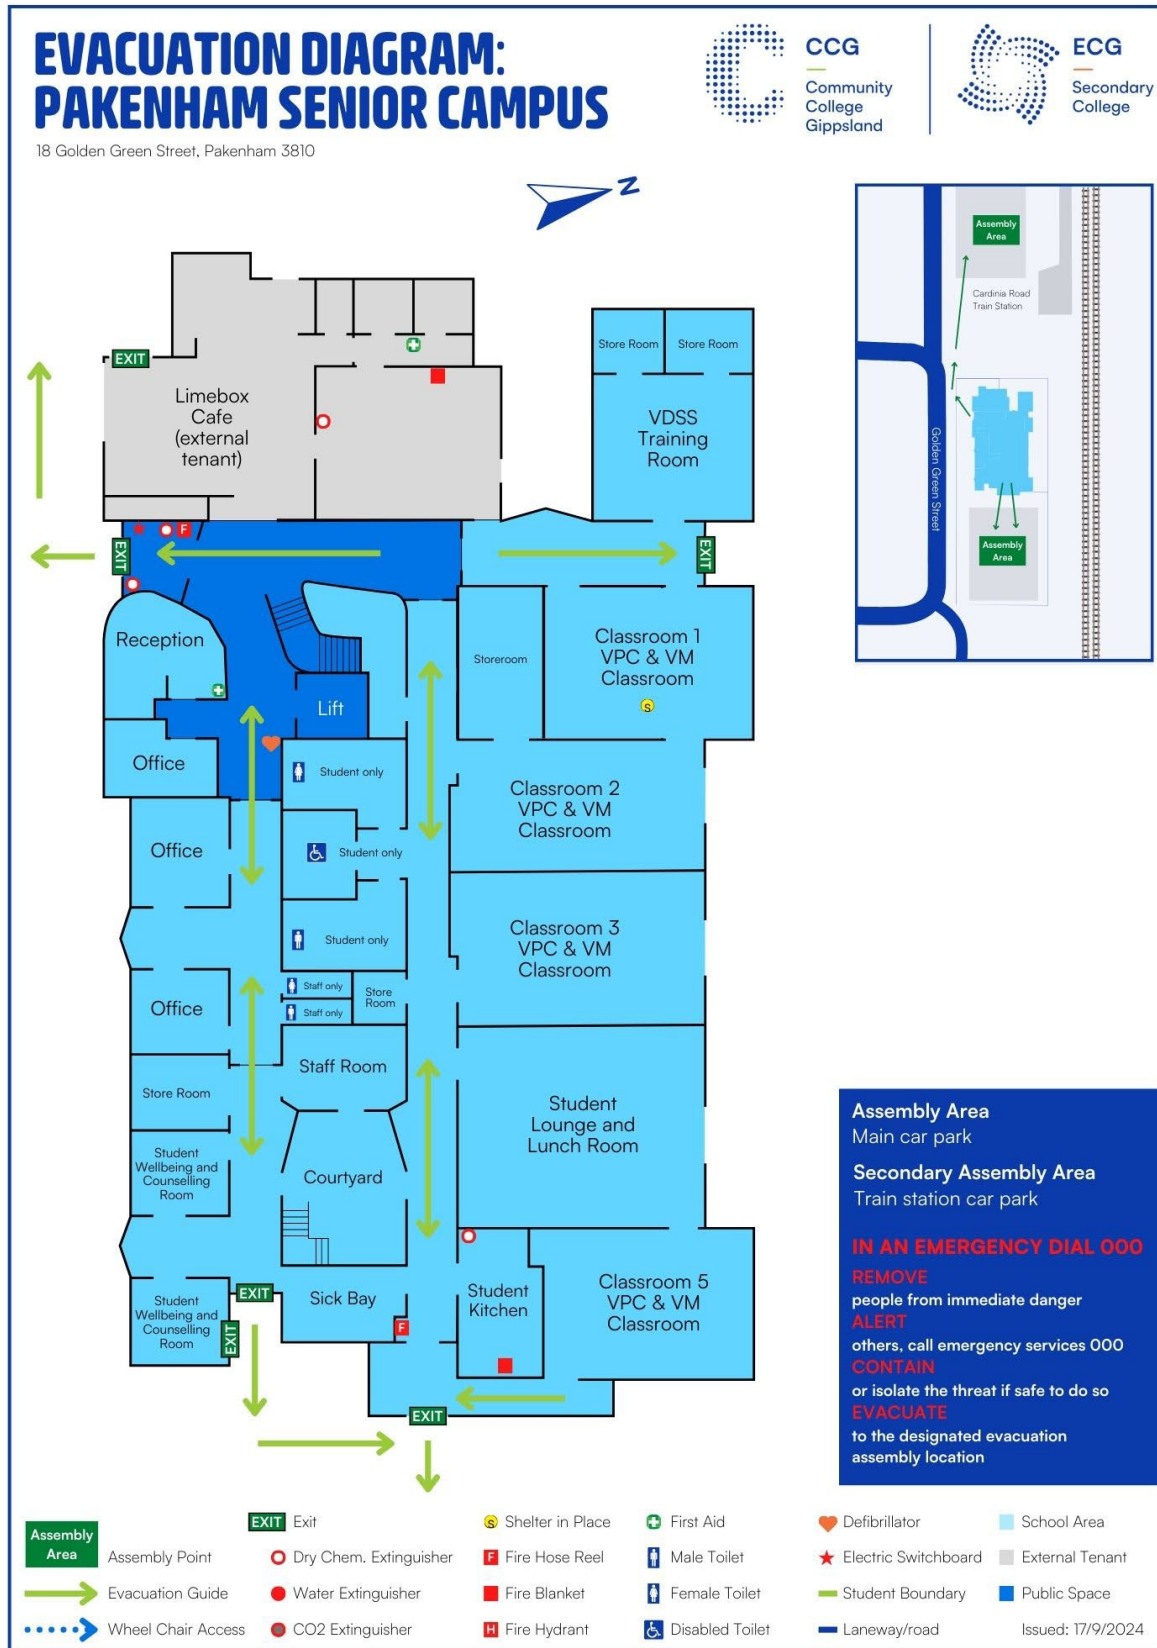 EVACUATION DIAGRAM:
PAKENHAM SENIOR CAMPUS
18 Golden Green Street, Pakenham 3810
CCG
Community
College
Gippsland
ECG
Secondary
College
N
Assembly
Area
Cardinia Road
Train Station
Golden Green Street
Assembly
Area
EXIT
Limebox
Cafe
(external
tenant)
Store Room
Store Room
VDSS
Training
Room
F
EXIT
EXIT
Reception
Lift
Storeroom
Classroom 1
VPC & VM
Classroom
S
Office
Student only
Classroom 2
VPC & VM
Classroom
Office
Student only
Student only
Classroom 3
VPC & VM
Classroom
Office
Staff only
Staff only
Store
Room
Staff Room
Store Room
Student
Lounge and
Lunch Room
Student
Wellbeing and
Counselling
Room
Courtyard
EXIT
Sick Bay
F
Student
Kitchen
Classroom 5
VPC & VM
Classroom
Student
Wellbeing and
Counselling
Room
EXIT
EXIT
Assembly Area
Main car park
Secondary Assembly Area
Train station car park
IN AN EMERGENCY DIAL 000
REMOVE
people from immediate danger
ALERT
others, call emergency services 000
CONTAIN
or isolate the threat if safe to do so
EVACUATE
to the designated evacuation
assembly location
Assembly
Area
Assembly Point
Evacuation Guide
Wheel Chair Access
EXIT Exit
Dry Chem. Extinguisher
Water Extinguisher
CO2 Extinguisher
S Shelter in Place
F Fire Hose Reel
Fire Blanket
H Fire Hydrant
First Aid
Male Toilet
Female Toilet
Disabled Toilet
Defibrillator
Electric Switchboard
Student Boundary
Laneway/road
School Area
External Tenant
Public Space
Issued: 17/9/2024